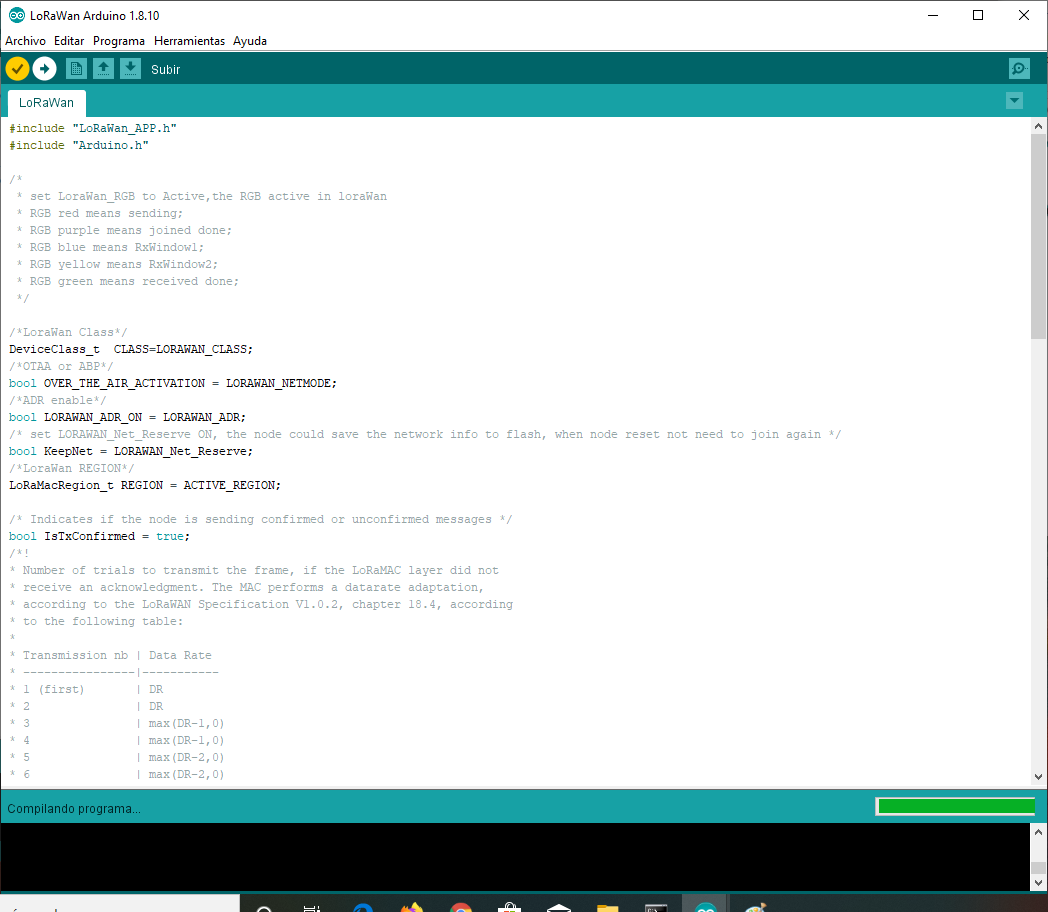 LoRaWan Arduino 1.8.10
Archivo Editar Programa Herramientas Ayuda
Subir
LoRaWan
#include "LoRaWan_APP.h"
#include "Arduino.h"
/*
 * set LoraWan_RGB to Active,the RGB active in loraWan
 * RGB red means sending;
 * RGB purple means joined done;
 * RGB blue means RxWindow1;
 * RGB yellow means RxWindow2;
 * RGB green means received done;
 */
/*LoraWan Class*/
DeviceClass_t  CLASS=LORAWAN_CLASS;
/*OTAA or ABP*/
bool OVER_THE_AIR_ACTIVATION = LORAWAN_NETMODE;
/*ADR enable*/
bool LORAWAN_ADR_ON = LORAWAN_ADR;
/* set LORAWAN_Net_Reserve ON, the node could save the network info to flash, when node reset not need to join again */
bool KeepNet = LORAWAN_Net_Reserve;
/*LoraWan REGION*/
LoRaMacRegion_t REGION = ACTIVE_REGION;
/* Indicates if the node is sending confirmed or unconfirmed messages */
bool IsTxConfirmed = true;
/*!
* Number of trials to transmit the frame, if the LoRaMAC layer did not
* receive an acknowledgment. The MAC performs a datarate adaptation,
* according to the LoRaWAN Specification V1.0.2, chapter 18.4, according
* to the following table:
*
* Transmission nb | Data Rate
* ----------------|-----------
* 1 (first)       | DR
* 2               | DR
* 3               | max(DR-1,0)
* 4               | max(DR-1,0)
* 5               | max(DR-2,0)
* 6               | max(DR-2,0)
Compilando programa...